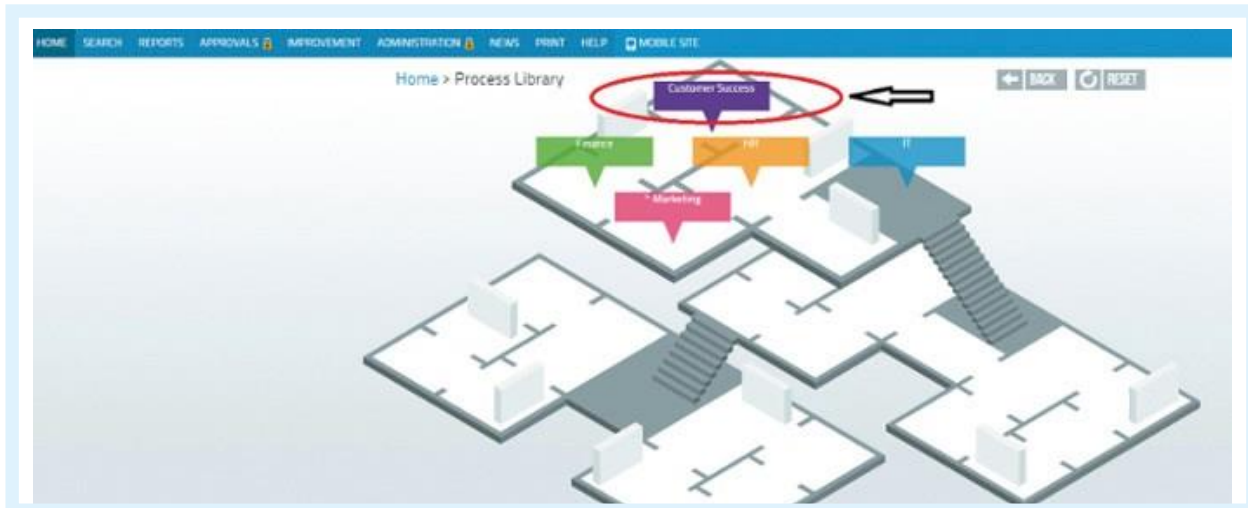 HOME SEARCH REPORTS APPROVALS IMPROVEMENT ADMINISTRATION NEWS PRINT HELP MOBILE SITE
Home > Process Library
BACK RESET
Customer Success
Finance HR IT
* Marketing